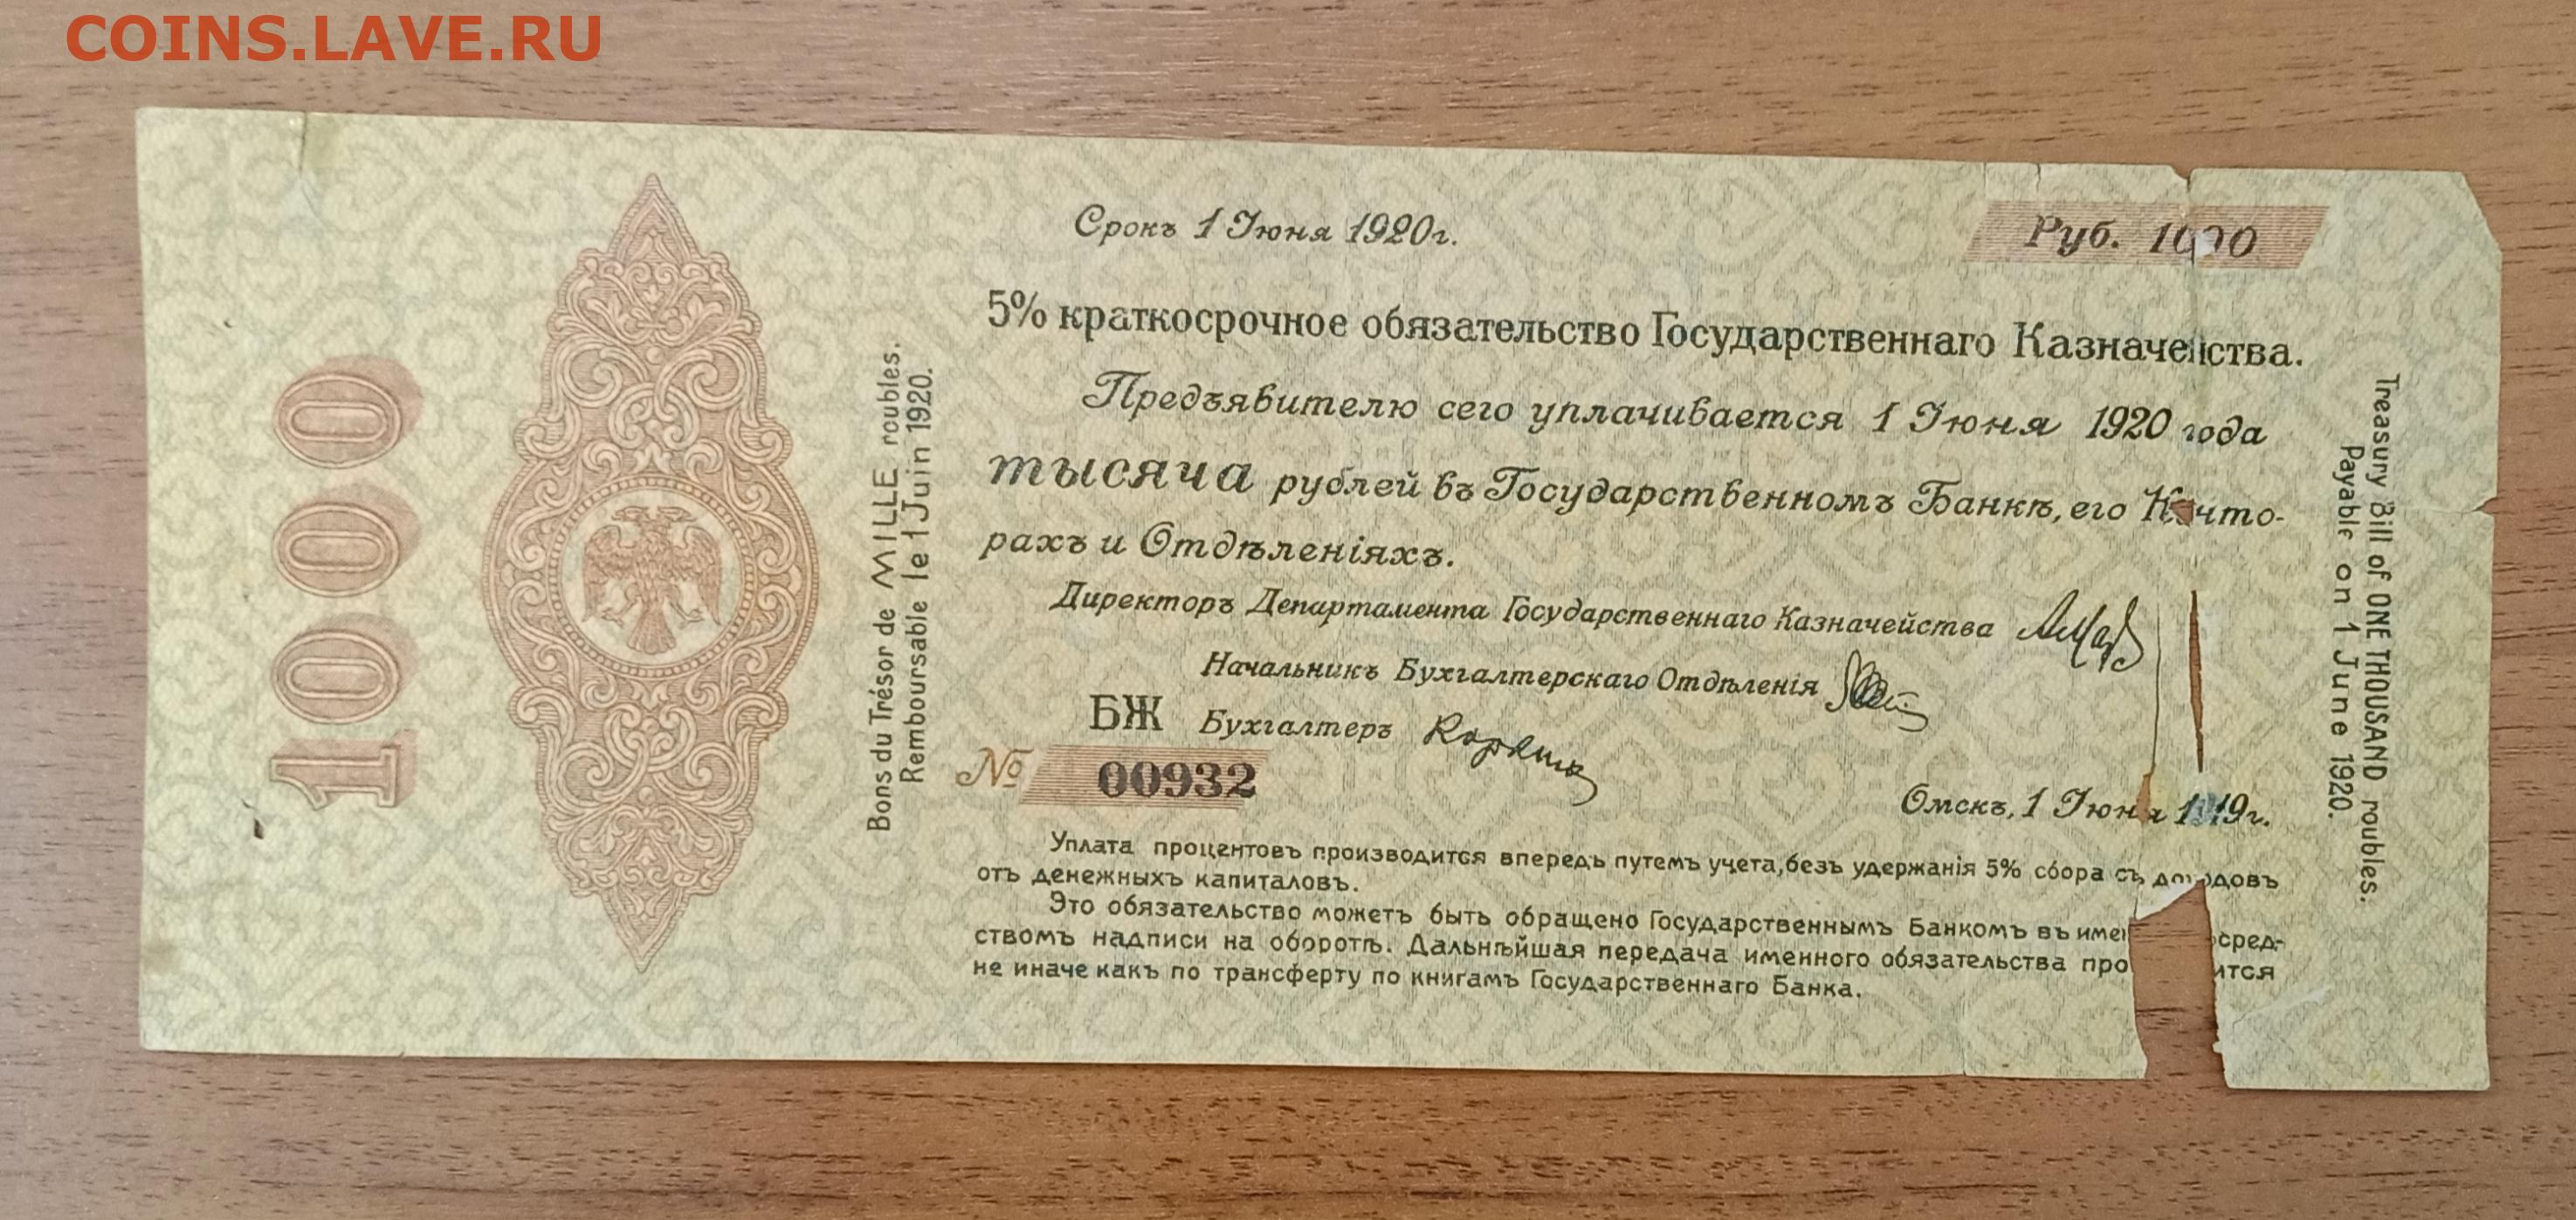 COINS.LAVE.RU
1000
Bons du Trésor de MILLE roubles.
Remboursable le 1 Juin 1920.
Срокъ 1 Июня 1920г.
Руб. 1000
5% краткосрочное обязательство Государственнаго Казначейства.
Предъявителю сего уплачивается 1 Июня 1920 года
тысяча рублей въ Государственномъ Банкѣ, его Конто-
рахъ и Отдѣленіяхъ.
Директоръ Департамента Государственнаго Казначейства
Начальникъ Бухгалтерскаго Отдѣленія
БЖ Бухгалтеръ
№ 00932
Омскъ, 1 Июня 1919г.
Уплата процентовъ производится впередъ путемъ учета, безъ удержанія 5% сбора съ доходовъ
отъ денежныхъ капиталовъ.
Это обязательство можетъ быть обращено Государственнымъ Банкомъ въ имен сред-
ствомъ надписи на оборотѣ. Дальнѣйшая передача именного обязательства про ится
не иначе какъ по трансферту по книгамъ Государственнаго Банка.
Treasury Bill of ONE THOUSAND roubles.
Payable on 1 June 1920.